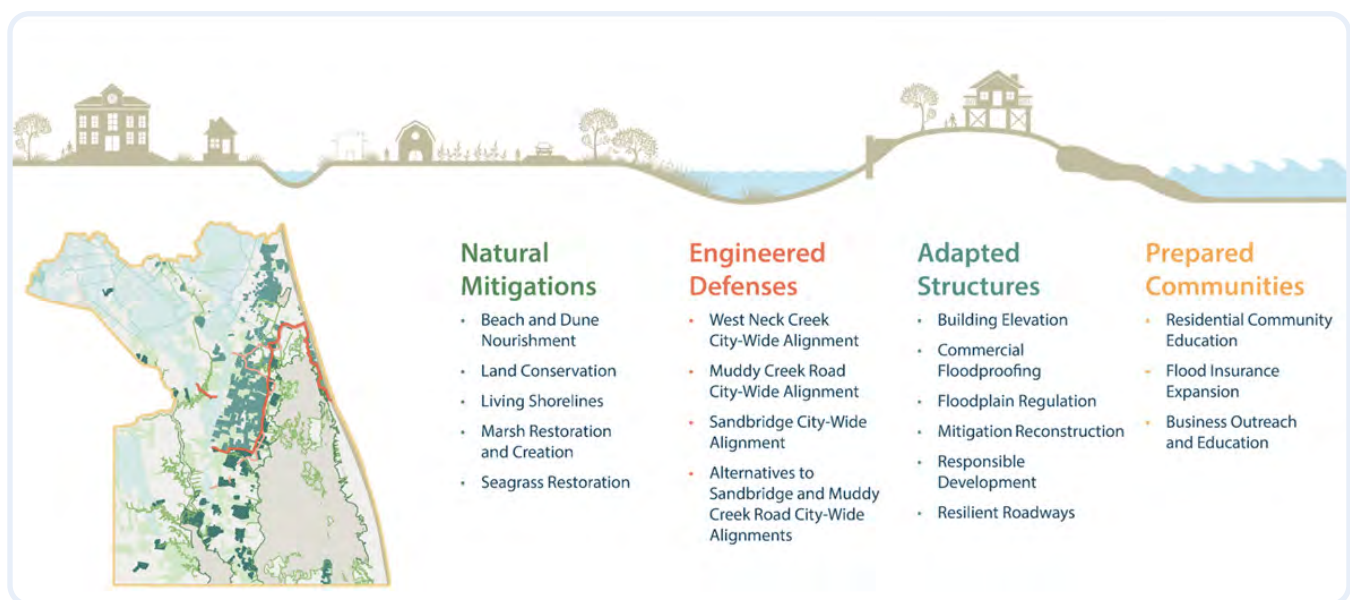 Natural
Mitigations
• Beach and Dune
Nourishment
• Land Conservation
• Living Shorelines
• Marsh Restoration
and Creation
• Seagrass Restoration
Engineered
Defenses
• West Neck Creek
City-Wide Alignment
• Muddy Creek Road
City-Wide Alignment
• Sandbridge City-Wide
Alignment
• Alternatives to
Sandbridge and Muddy
Creek Road City-Wide
Alignments
Adapted
Structures
• Building Elevation
• Commercial
Floodproofing
• Floodplain Regulation
• Mitigation Reconstruction
• Responsible
Development
• Resilient Roadways
Prepared
Communities
• Residential Community
Education
• Flood Insurance
Expansion
• Business Outreach
and Education